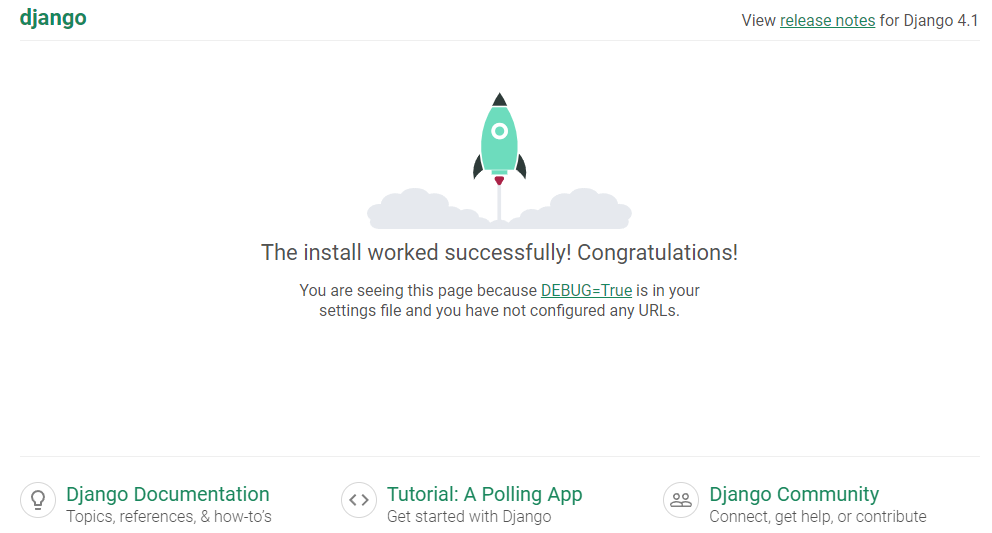 django
View release notes for Django 4.1
The install worked successfully! Congratulations!
You are seeing this page because DEBUG=True is in your
settings file and you have not configured any URLs.
Django Documentation
Topics, references, & how-to's
Tutorial: A Polling App
Get started with Django
Django Community
Connect, get help, or contribute